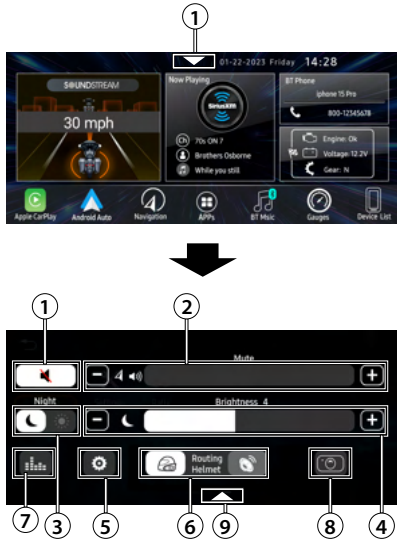 1
01-22-2023 Friday 14:28
SOUNDSTREAM
30 mph
Now Playing
SiriusXM
Ch 70s ON 7
Brothers Osborne
While you still
BT Phone
iphone 15 Pro
800-12345678
Engine: Ok
Voltage: 12.2V
Gear: N
Apple CarPlay
Android Auto
Navigation
APPs
BT Msic
Gauges
Device List
1
2
Mute
Night
Brightness 4
Routing
Helmet
7
3
5
6
9
8
4